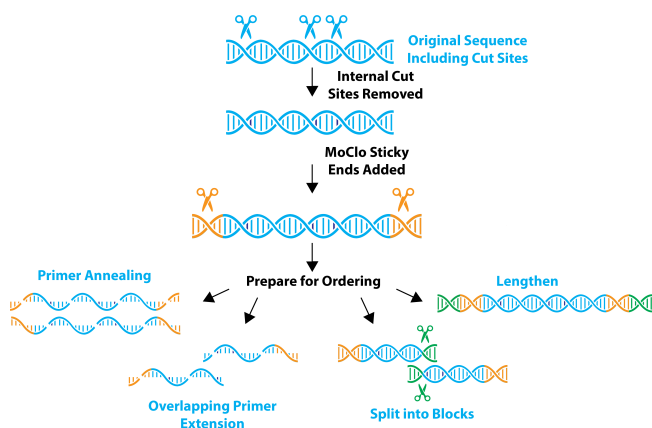 Original Sequence
Including Cut Sites
Internal Cut
Sites Removed
MoClo Sticky
Ends Added
Prepare for Ordering
Primer Annealing
Lengthen
Overlapping Primer
Extension
Split into Blocks